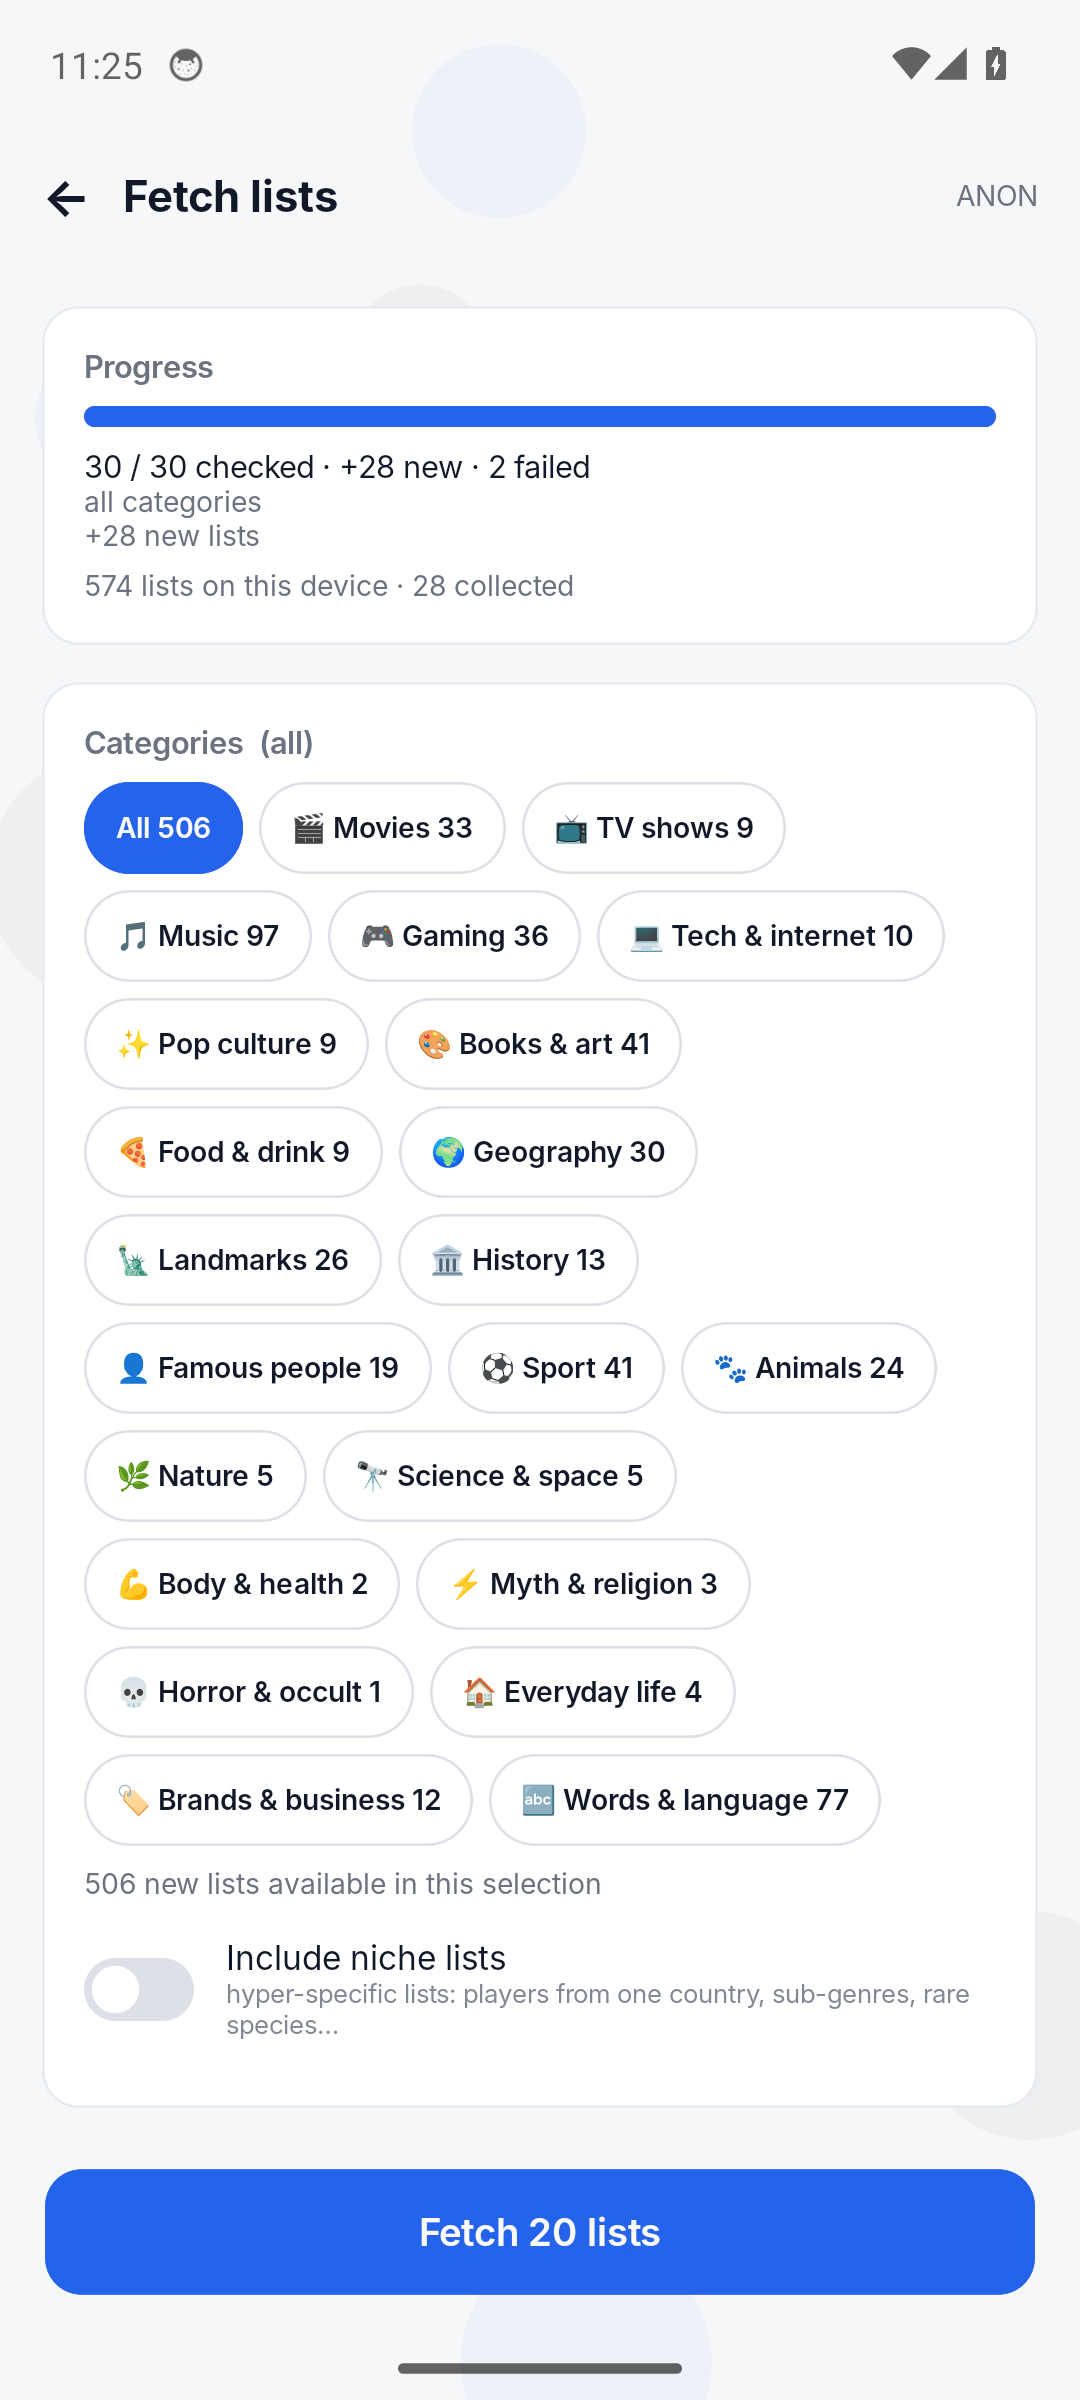 11:25
Fetch lists
ANON
Progress
30 / 30 checked · +28 new · 2 failed
all categories
+28 new lists
574 lists on this device · 28 collected
Categories (all)
All 506
🎬 Movies 33
📺 TV shows 9
🎵 Music 97
🎮 Gaming 36
💻 Tech & internet 10
✨ Pop culture 9
🎨 Books & art 41
🍕 Food & drink 9
🌍 Geography 30
🗽 Landmarks 26
🏛️ History 13
👤 Famous people 19
⚽ Sport 41
🐾 Animals 24
🌿 Nature 5
🔭 Science & space 5
💪 Body & health 2
⚡ Myth & religion 3
💀 Horror & occult 1
🏠 Everyday life 4
🏷️ Brands & business 12
🔤 Words & language 77
506 new lists available in this selection
Include niche lists
hyper-specific lists: players from one country, sub-genres, rare
species...
Fetch 20 lists